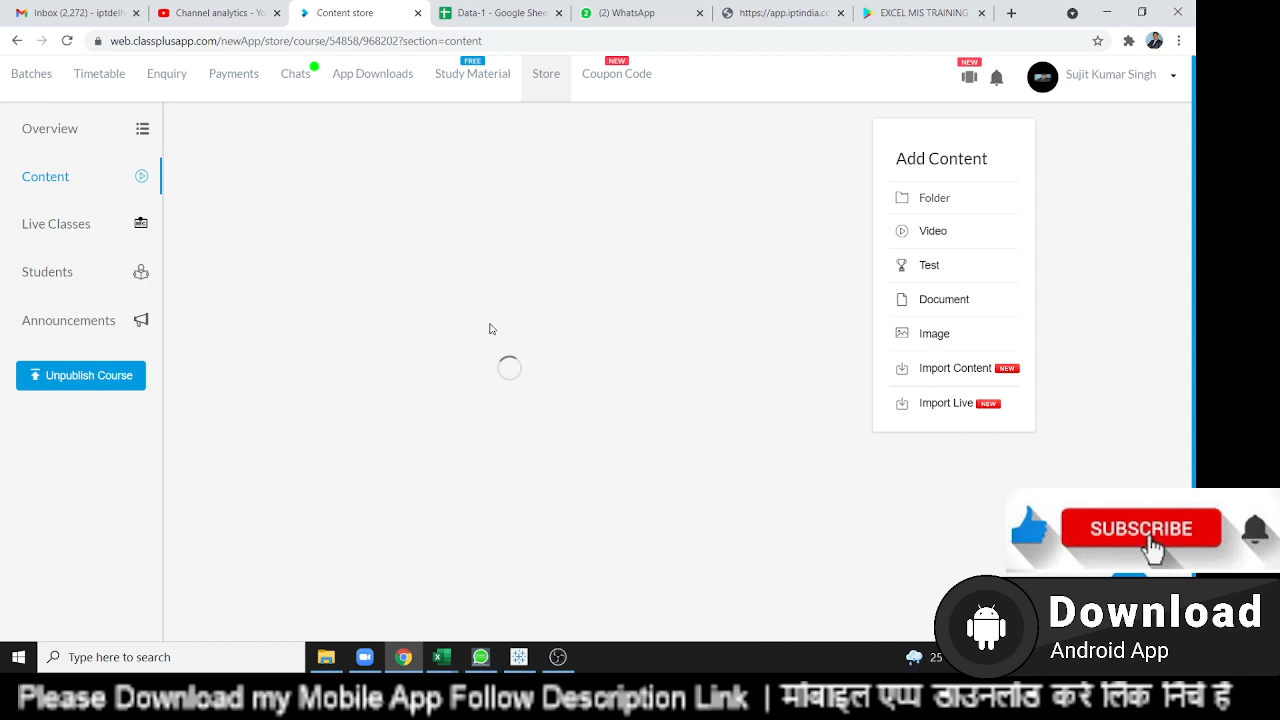 Inbox (2,272) - iptdelh
Channel analytics - Yo
Content store
Data-1 - Google Shee
(2) WhatsApp
https://app.iptindia.co
EXCEL MIS TRAINING
web.classplusapp.com/newApp/store/course/54858/968202?section=content
FREE
NEW
NEW
Batches
Timetable
Enquiry
Payments
Chats
App Downloads
Study Material
Store
Coupon Code
Sujit Kumar Singh
Overview
Content
Live Classes
REC
Students
Announcements
Unpublish Course
Add Content
Folder
Video
Test
Document
Image
Import Content NEW
Import Live NEW
SUBSCRIBE
Download
Android App
Type here to search
25
Please Download my Mobile App Follow Description Link | मोबाइल एप्प डाउनलोड करे लिंक निचे है